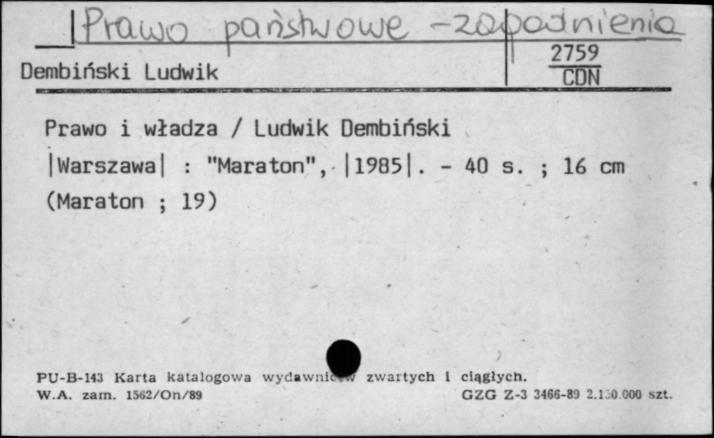 Prawo państwowe - zagadnienia
2759
CDN
Dembiński Ludwik
Prawo i władza / Ludwik Dembiński
|Warszawa| : "Maraton", |1985|. - 40 s. ; 16 cm
(Maraton ; 19)
PU-B-143 Karta katalogowa wydawnictw zwartych i ciągłych.
W.A. zam. 1562/On/89 GZG Z-3 3466-89 2.130.000 szt.